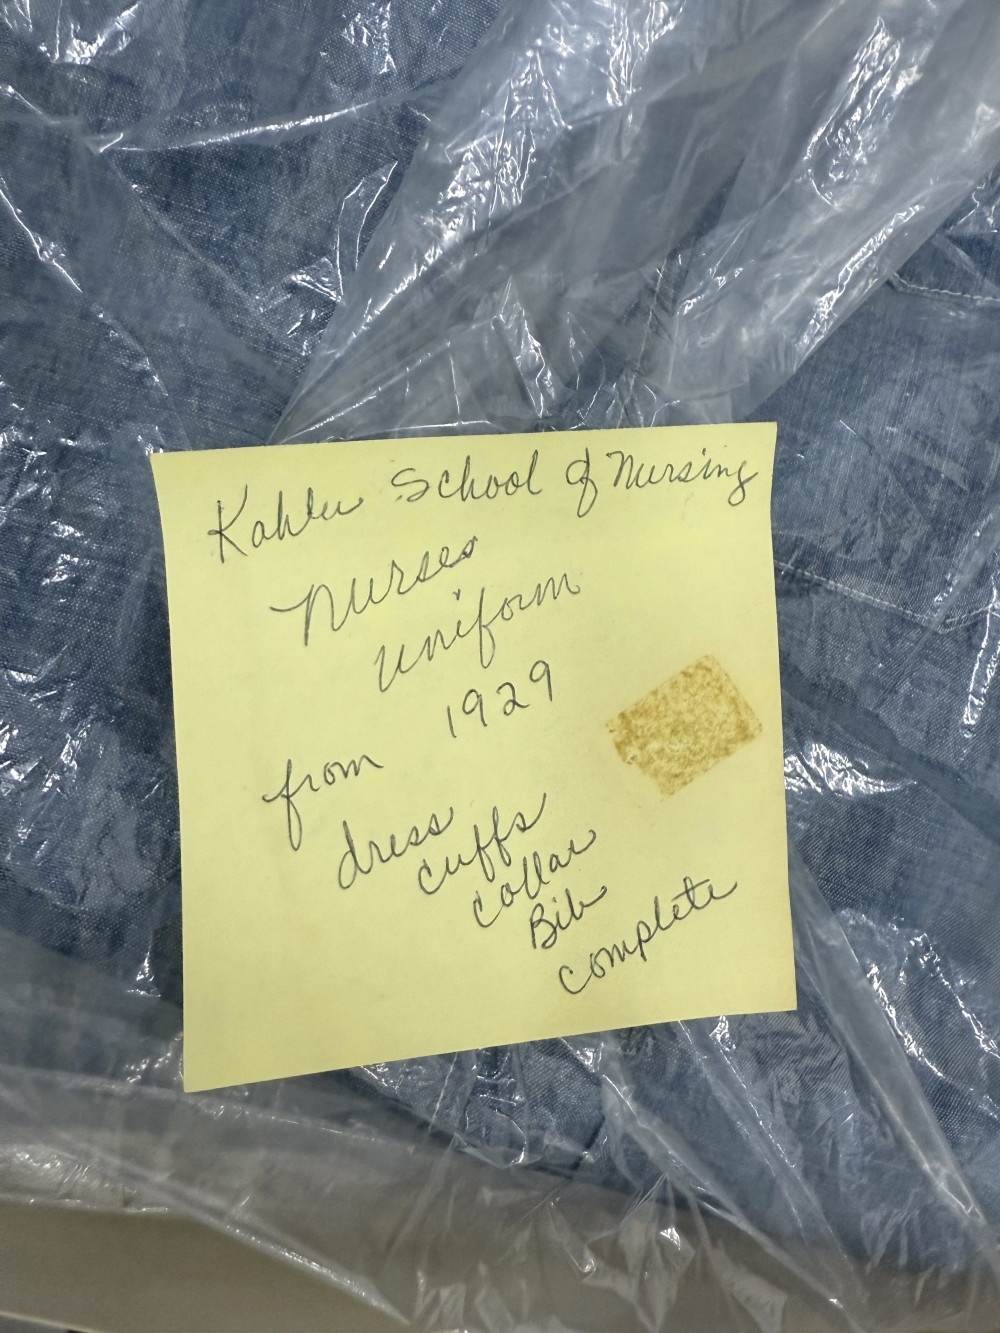 Kahler School of Nursing
Nurses
uniform
1929
from
dress
cuffs
collar
Bib
complete